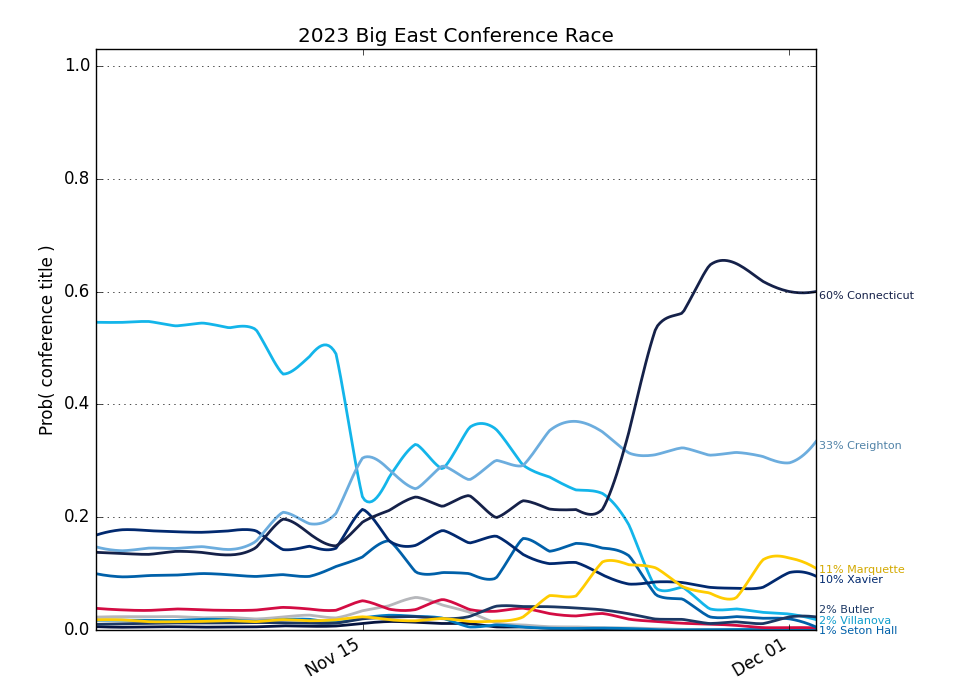 2023 Big East Conference Race
Prob( conference title )
1.0
0.8
0.6
0.4
0.2
0.0
Nov 15
Dec 01
60% Connecticut
33% Creighton
11% Marquette
10% Xavier
2% Butler
2% Villanova
1% Seton Hall